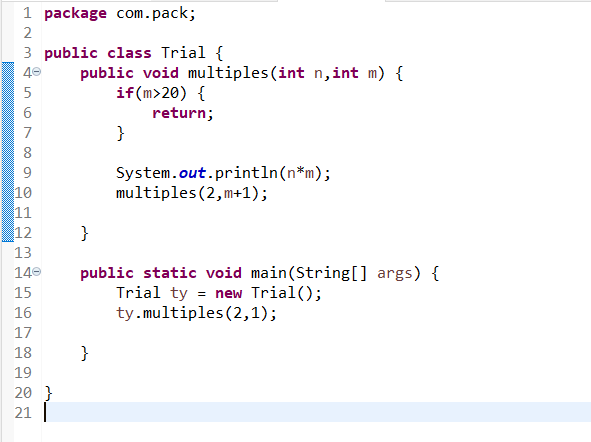 1 package com.pack;
2
3 public class Trial {
4     public void multiples(int n,int m) {
5         if(m>20) {
6             return;
7         }
8
9         System.out.println(n*m);
10         multiples(2,m+1);
11
12     }
13
14     public static void main(String[] args) {
15         Trial ty = new Trial();
16         ty.multiples(2,1);
17
18     }
19
20 }
21